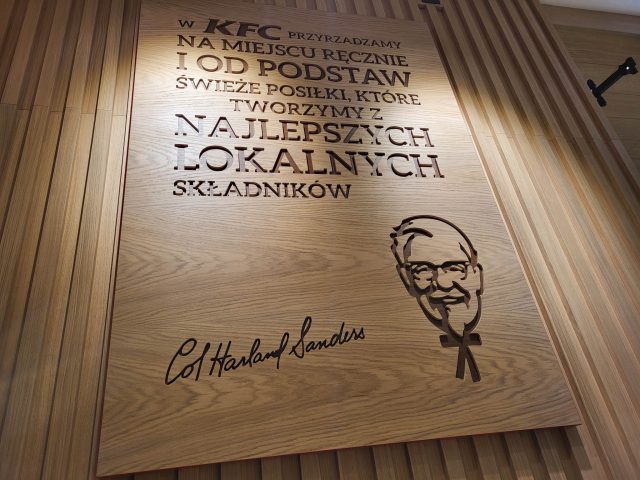 W KFC PRZYRZĄDZAMY
NA MIEJSCU RĘCZNIE
I OD PODSTAW
ŚWIEŻE POSIŁKI, KTÓRE
TWORZYMY Z
NAJLEPSZYCH
LOKALNYCH
SKŁADNIKÓW
Col Harland Sanders